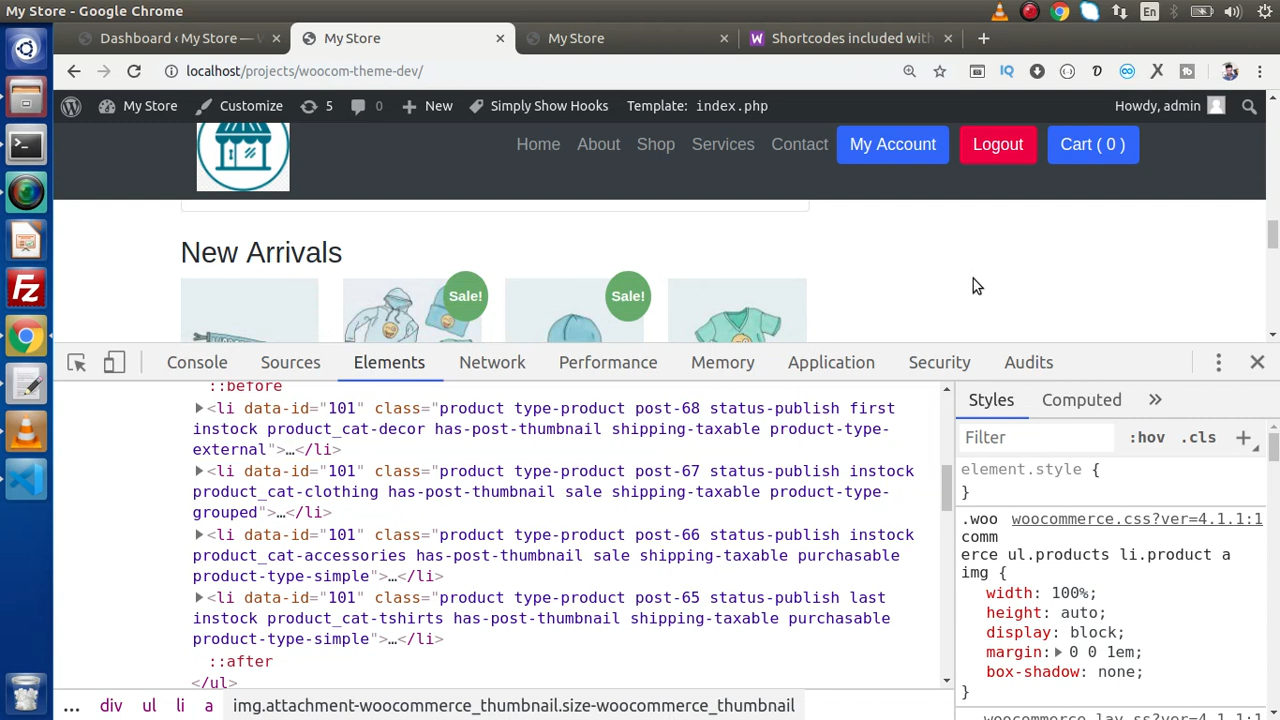 My Store - Google Chrome
En
Dashboard ‹ My Store — W
My Store
My Store
Shortcodes included with
localhost/projects/woocom-theme-dev/
My Store
Customize
5
0
New
Simply Show Hooks
Template: index.php
Howdy, admin
Home
About
Shop
Services
Contact
My Account
Logout
Cart ( 0 )
New Arrivals
Sale!
Sale!
Console
Sources
Elements
Network
Performance
Memory
Application
Security
Audits
::before
<li data-id="101" class="product type-product post-68 status-publish first
instock product_cat-decor has-post-thumbnail shipping-taxable product-type-
external">…</li>
<li data-id="101" class="product type-product post-67 status-publish instock
product_cat-clothing has-post-thumbnail sale shipping-taxable product-type-
grouped">…</li>
<li data-id="101" class="product type-product post-66 status-publish instock
product_cat-accessories has-post-thumbnail sale shipping-taxable purchasable
product-type-simple">…</li>
<li data-id="101" class="product type-product post-65 status-publish last
instock product_cat-tshirts has-post-thumbnail shipping-taxable purchasable
product-type-simple">…</li>
::after
</ul>
… div ul li a img.attachment-woocommerce_thumbnail.size-woocommerce_thumbnail
Styles
Computed
»
Filter
:hov .cls +
element.style {
}
.woo woocommerce.css?ver=4.1.1:1
comm
erce ul.products li.product a
img {
width: 100%;
height: auto;
display: block;
margin: 0 0 1em;
box-shadow: none;
}